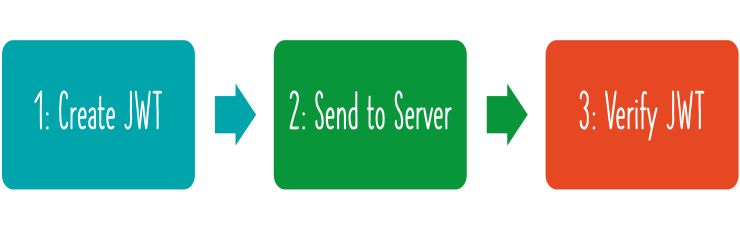 1: Create JWT
2: Send to Server
3: Verify JWT